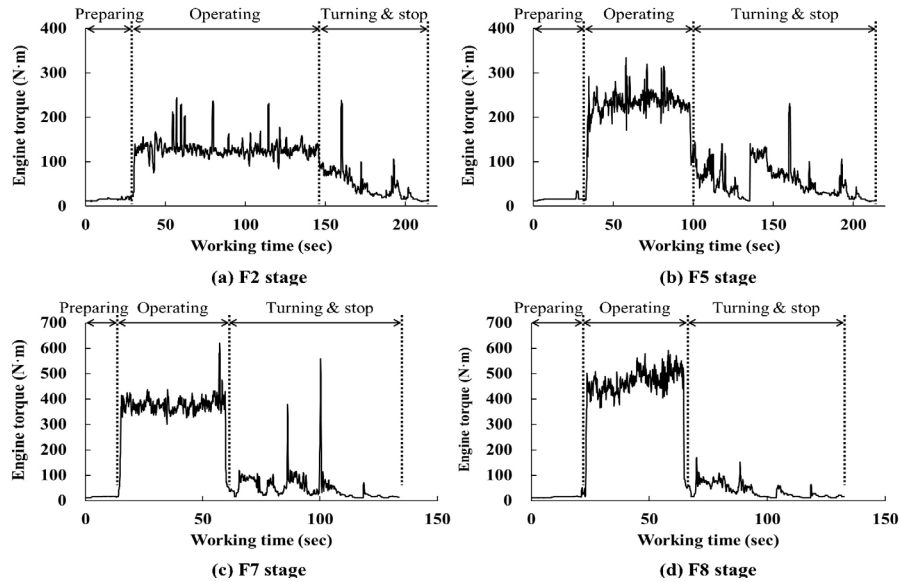 Preparing Operating Turning & stop
400
300
200
100
0
Engine torque (N·m)
0 50 100 150 200
Working time (sec)
(a) F2 stage
Preparing Operating Turning & stop
400
300
200
100
0
Engine torque (N·m)
0 50 100 150 200
Working time (sec)
(b) F5 stage
Preparing Operating Turning & stop
700
600
500
400
300
200
100
0
Engine torque (N·m)
0 50 100 150
Working time (sec)
(c) F7 stage
Preparing Operating Turning & stop
700
600
500
400
300
200
100
0
Engine torque (N·m)
0 50 100 150
Working time (sec)
(d) F8 stage